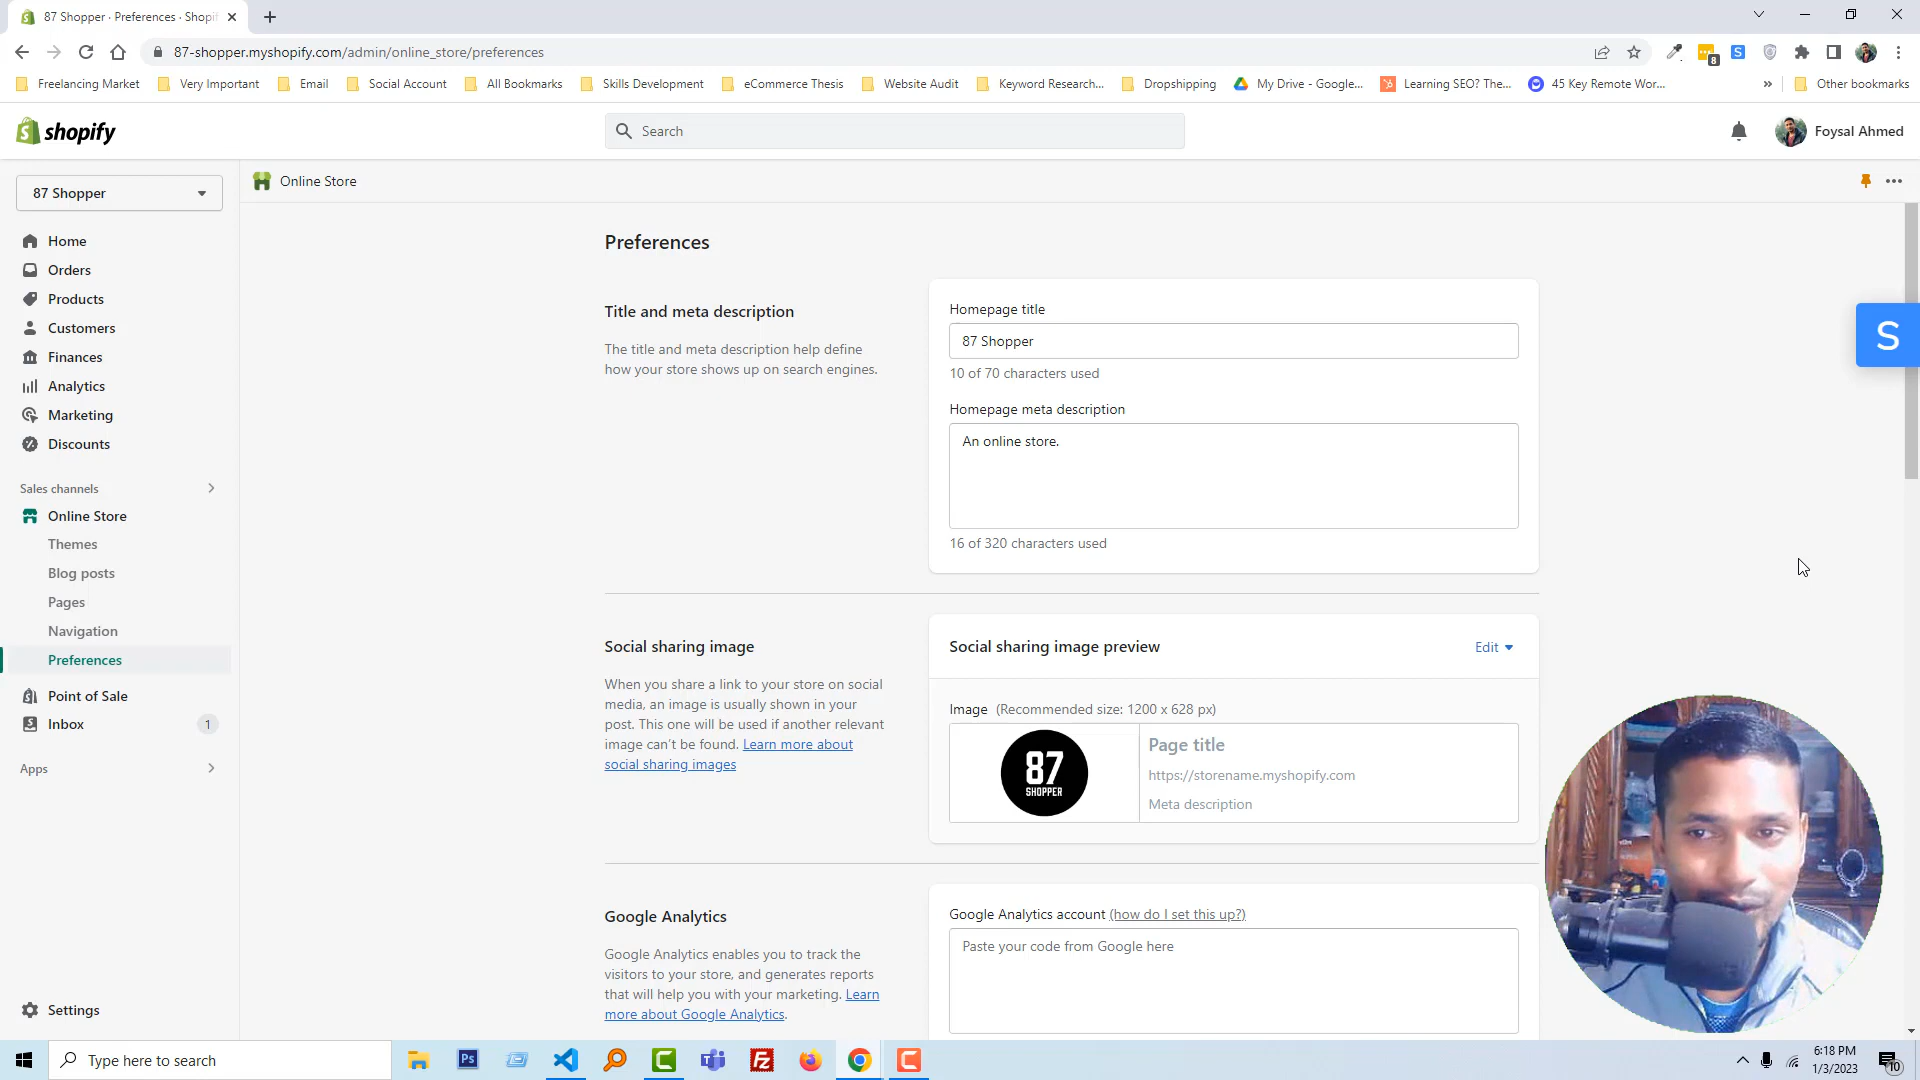 87 Shopper · Preferences · Shopif
87-shopper.myshopify.com/admin/online_store/preferences
8
S
Freelancing Market
Very Important
Email
Social Account
All Bookmarks
Skills Development
eCommerce Thesis
Website Audit
Keyword Research...
Dropshipping
My Drive - Google...
Learning SEO? The...
45 Key Remote Wor...
»
Other bookmarks
shopify
Search
Foysal Ahmed
87 Shopper
Online Store
Home
Orders
Products
Customers
Finances
Analytics
Marketing
Discounts
Sales channels
Online Store
Themes
Blog posts
Pages
Navigation
Preferences
Point of Sale
Inbox
1
Apps
Settings
Preferences
Title and meta description
The title and meta description help define
how your store shows up on search engines.
Homepage title
87 Shopper
10 of 70 characters used
Homepage meta description
An online store.
16 of 320 characters used
S
Social sharing image
When you share a link to your store on social
media, an image is usually shown in your
post. This one will be used if another relevant
image can't be found. Learn more about
social sharing images
Social sharing image preview
Edit
Image (Recommended size: 1200 x 628 px)
87
SHOPPER
Page title
https://storename.myshopify.com
Meta description
Google Analytics
Google Analytics enables you to track the
visitors to your store, and generates reports
that will help you with your marketing. Learn
more about Google Analytics.
Google Analytics account (how do I set this up?)
Paste your code from Google here
Type here to search
Ps
6:18 PM
1/3/2023
10